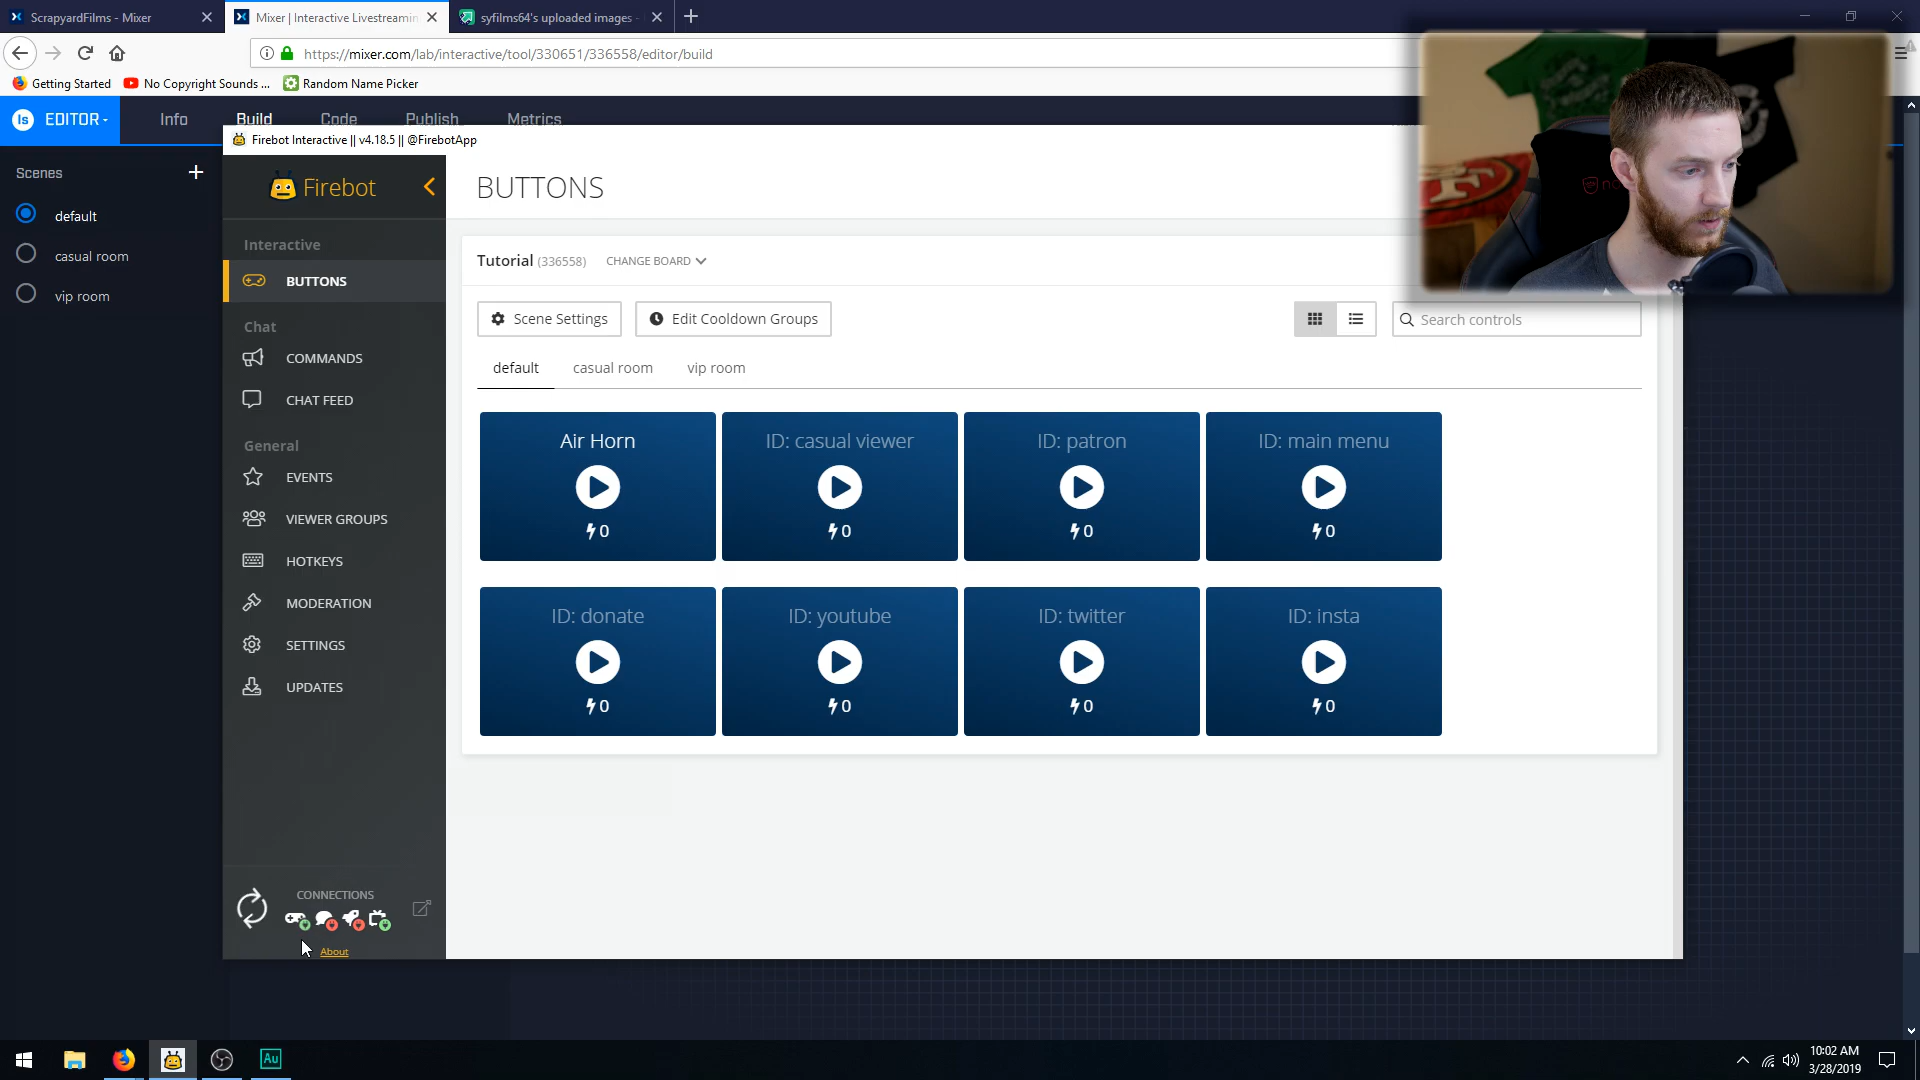 ScrapyardFilms - Mixer
Mixer | Interactive Livestreamin
syfilms64's uploaded images -
https://mixer.com/lab/interactive/tool/330651/336558/editor/build
Getting Started
No Copyright Sounds ...
Random Name Picker
EDITOR
Info
Build
Code
Publish
Metrics
Firebot Interactive || v4.18.5 || @FirebotApp
Scenes
default
casual room
vip room
Firebot
Interactive
BUTTONS
Chat
COMMANDS
CHAT FEED
General
EVENTS
VIEWER GROUPS
HOTKEYS
MODERATION
SETTINGS
UPDATES
CONNECTIONS
About
BUTTONS
Tutorial (336558) CHANGE BOARD
Scene Settings
Edit Cooldown Groups
Search controls
default casual room vip room
Air Horn
0
ID: casual viewer
0
ID: patron
0
ID: main menu
0
ID: donate
0
ID: youtube
0
ID: twitter
0
ID: insta
0
Au
10:02 AM
3/28/2019